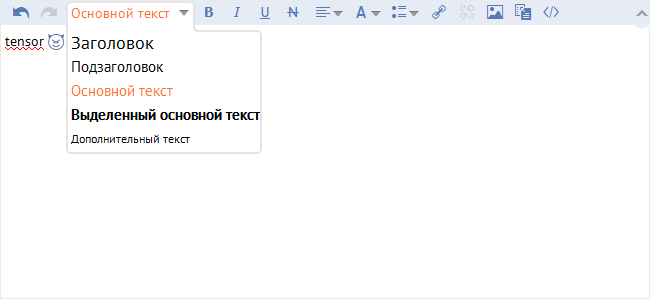 Основной текст B I U N A
tensor
Заголовок
Подзаголовок
Основной текст
Выделенный основной текст
Дополнительный текст